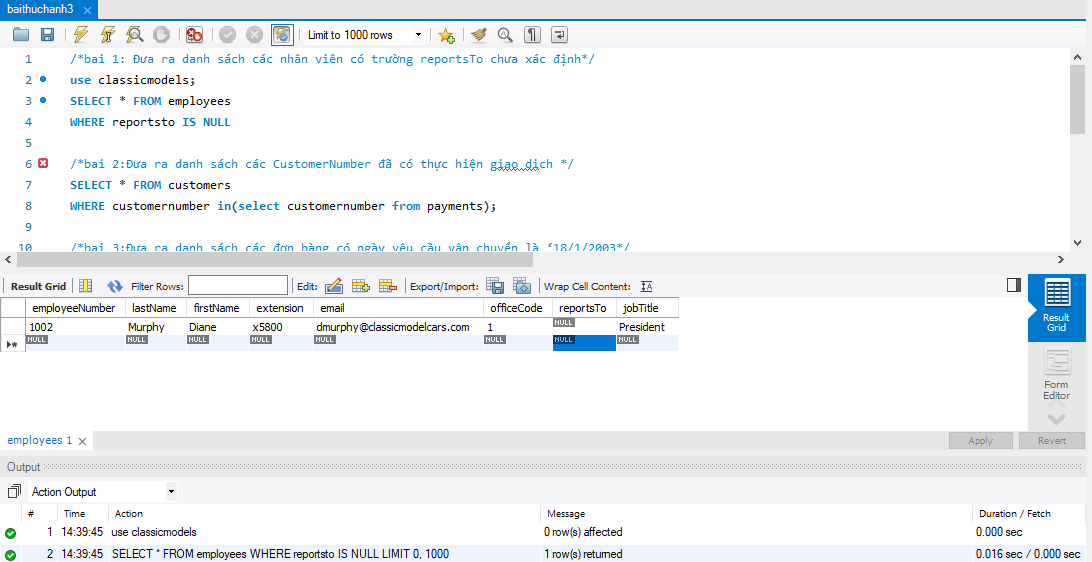 baithuchanh3
Limit to 1000 rows
1 /*bai 1: Đưa ra danh sách các nhân viên có trường reportsTo chưa xác định*/
2 use classicmodels;
3 SELECT * FROM employees
4 WHERE reportsto IS NULL
5
6 /*bai 2:Đưa ra danh sách các CustomerNumber đã có thực hiện giao dịch */
7 SELECT * FROM customers
8 WHERE customernumber in(select customernumber from payments);
9
10 /*bai 3:Đưa ra danh sách các đơn hàng có ngày yêu cầu vận chuyển là ‘18/1/2003*/
Result Grid Filter Rows: Edit: Export/Import: Wrap Cell Content:
employeeNumber lastName firstName extension email officeCode reportsTo jobTitle
1002 Murphy Diane x5800 dmurphy@classicmodelcars.com 1 NULL President
NULL NULL NULL NULL NULL NULL NULL NULL
Result Grid
Form Editor
employees 1
Apply Revert
Output
Action Output
# Time Action Message Duration / Fetch
1 14:39:45 use classicmodels 0 row(s) affected 0.000 sec
2 14:39:45 SELECT * FROM employees WHERE reportsto IS NULL LIMIT 0, 1000 1 row(s) returned 0.016 sec / 0.000 sec